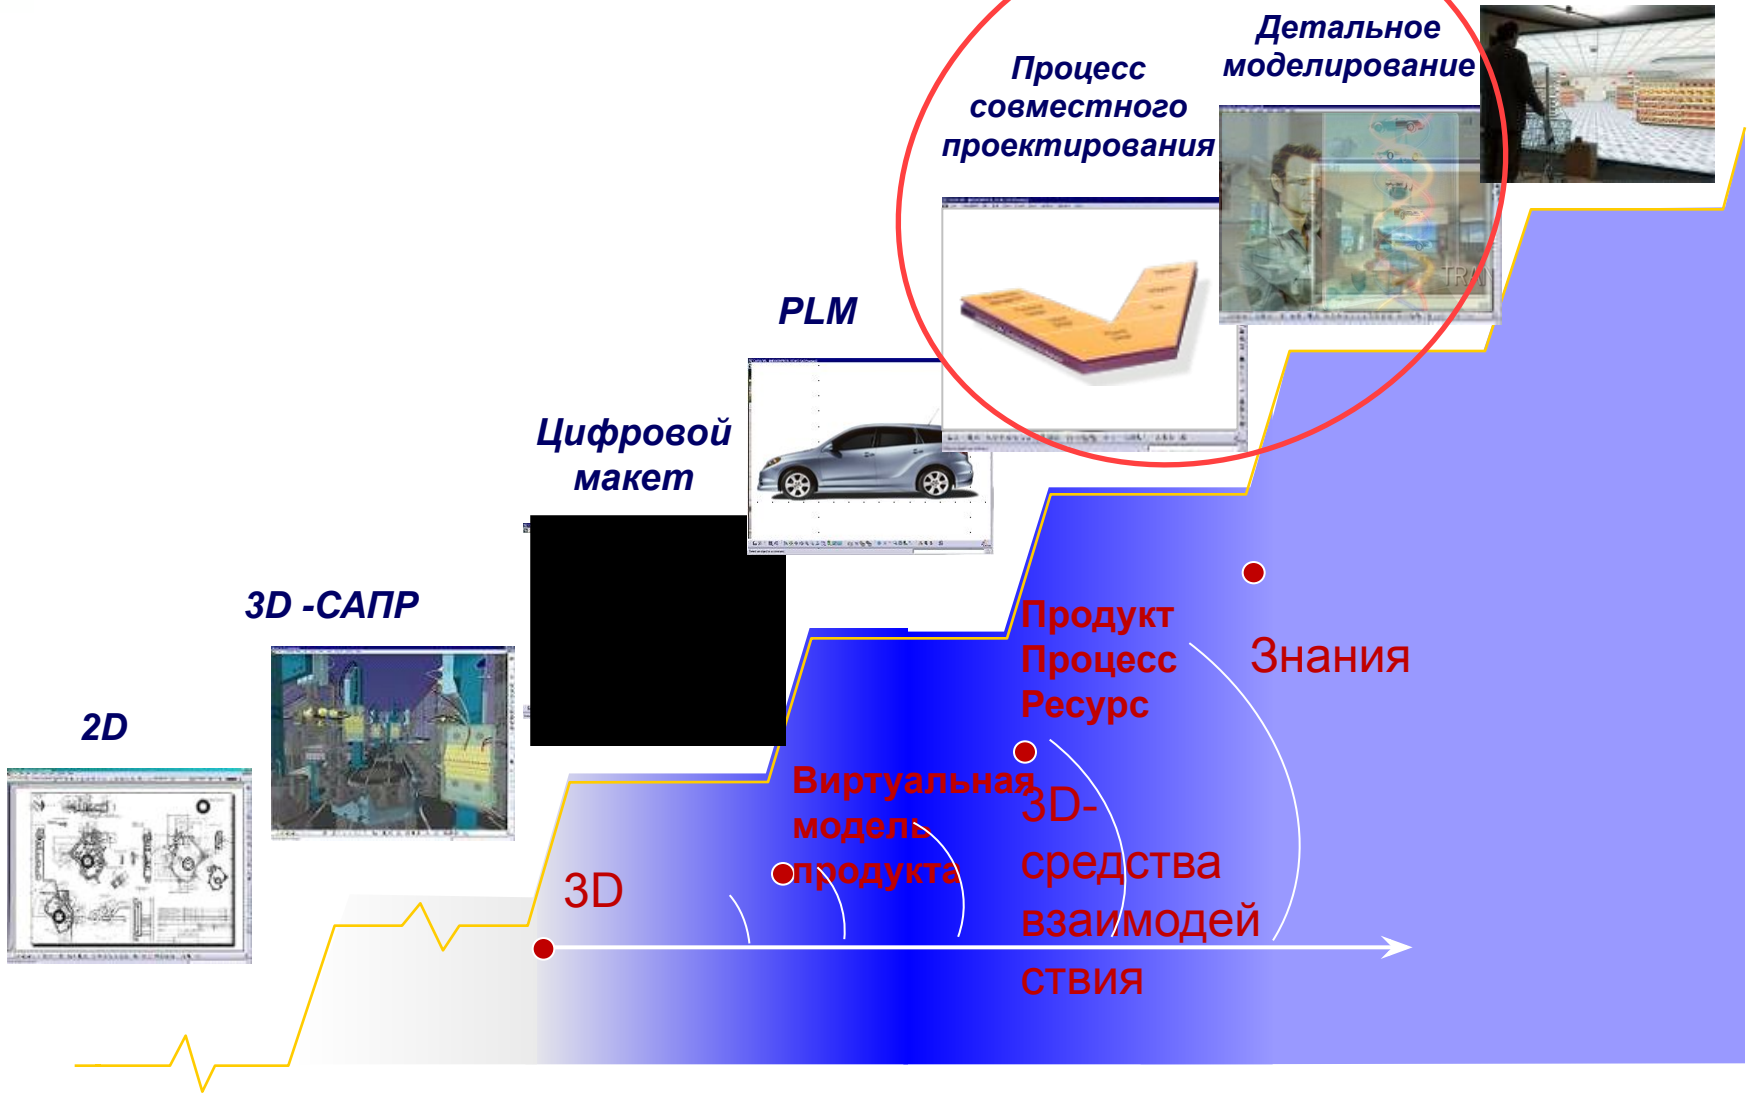 Детальное
моделирование
Процесс
совместного
проектирования
TRAN
PLM
Цифровой
макет
3D -САПР
2D
Продукт
Процесс
Ресурс
Знания
Виртуальная
модель
продукта
3D-
средства
взаимодей
ствия
3D